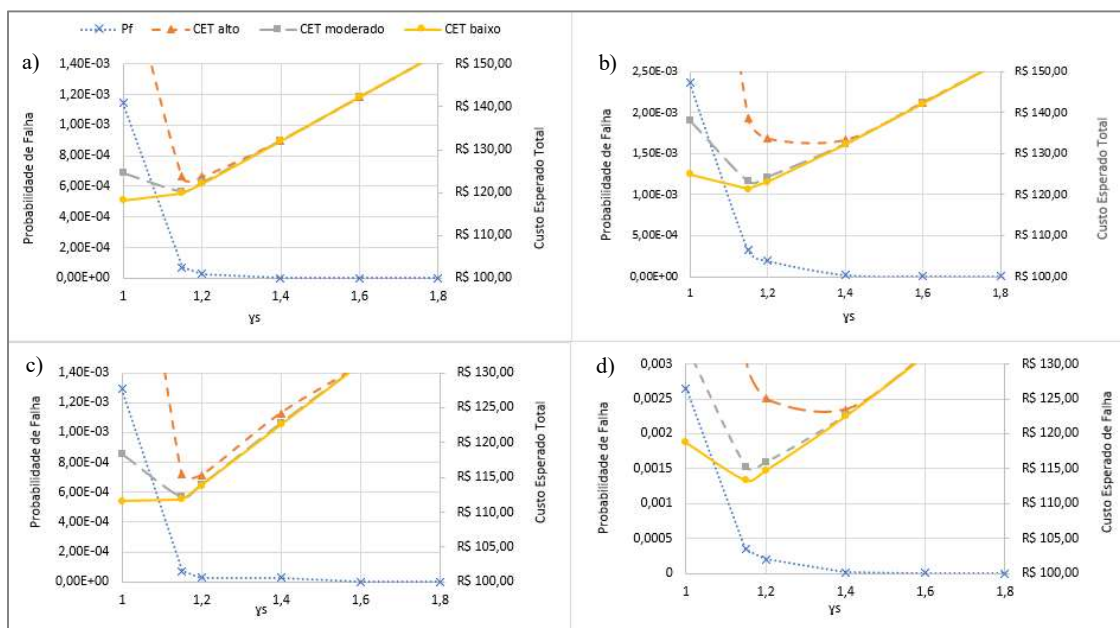 Pf CET alto CET moderado CET baixo
a)
1,40E-03
1,20E-03
1,00E-03
8,00E-04
6,00E-04
4,00E-04
2,00E-04
0,00E+00
Probabilidade de Falha
R$ 150,00
R$ 140,00
R$ 130,00
R$ 120,00
R$ 110,00
R$ 100,00
Custo Esperado Total
1 1,2 1,4 1,6 1,8
γs
b)
2,50E-03
2,00E-03
1,50E-03
1,00E-03
5,00E-04
0,00E+00
Probabilidade de Falha
R$ 150,00
R$ 140,00
R$ 130,00
R$ 120,00
R$ 110,00
R$ 100,00
Custo Esperado Total
1 1,2 1,4 1,6 1,8
γs
c)
1,40E-03
1,20E-03
1,00E-03
8,00E-04
6,00E-04
4,00E-04
2,00E-04
0,00E+00
Probabilidade de Falha
R$ 130,00
R$ 125,00
R$ 120,00
R$ 115,00
R$ 110,00
R$ 105,00
R$ 100,00
Custo Esperado Total
1 1,2 1,4 1,6 1,8
γs
d)
0,003
0,0025
0,002
0,0015
0,001
0,0005
0
Probabilidade de Falha
R$ 130,00
R$ 125,00
R$ 120,00
R$ 115,00
R$ 110,00
R$ 105,00
R$ 100,00
Custo Esperado de Falha
1 1,2 1,4 1,6 1,8
γs